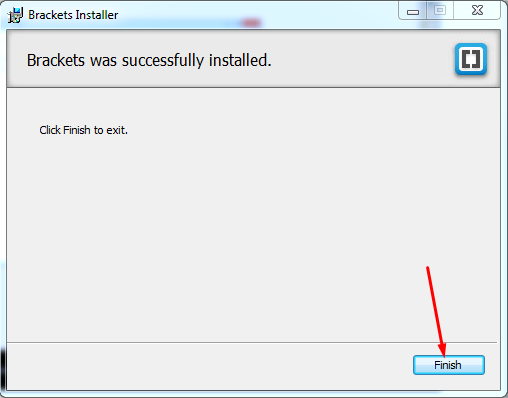 Brackets Installer
Brackets was successfully installed.
Click Finish to exit.
Finish